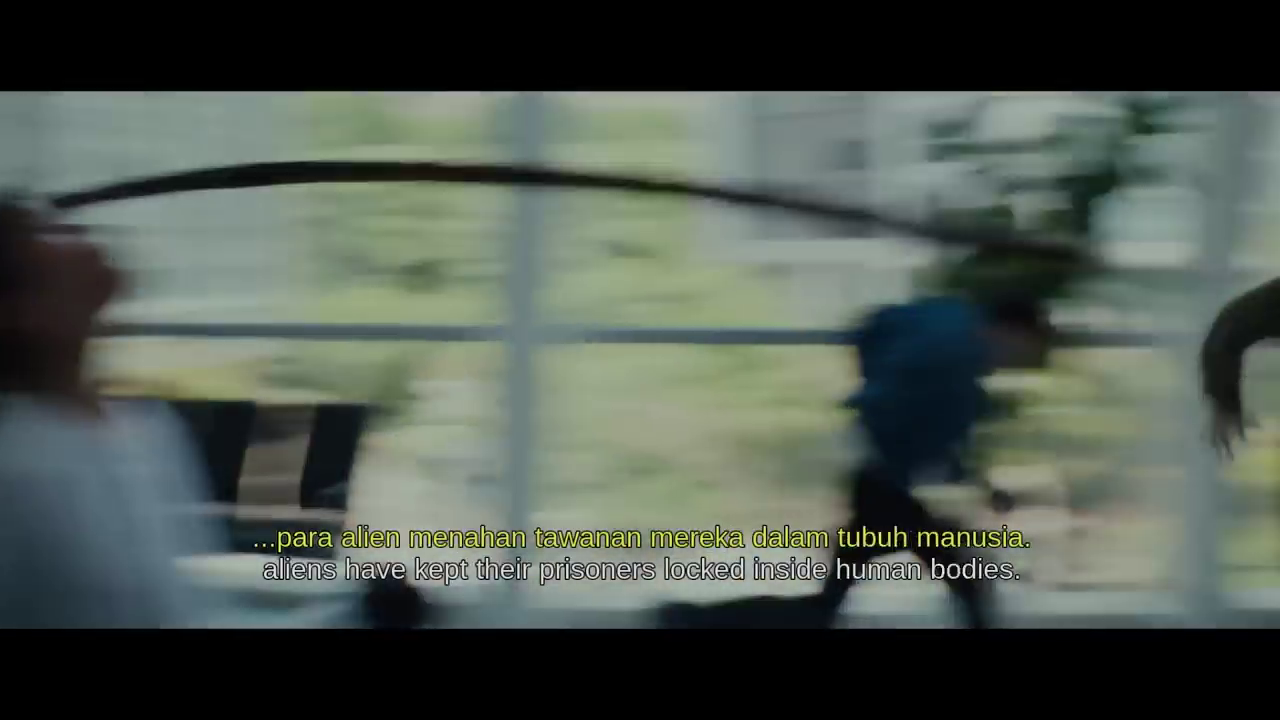 ...para alien menahan tawanan mereka dalam tubuh manusia.
aliens have kept their prisoners locked inside human bodies.